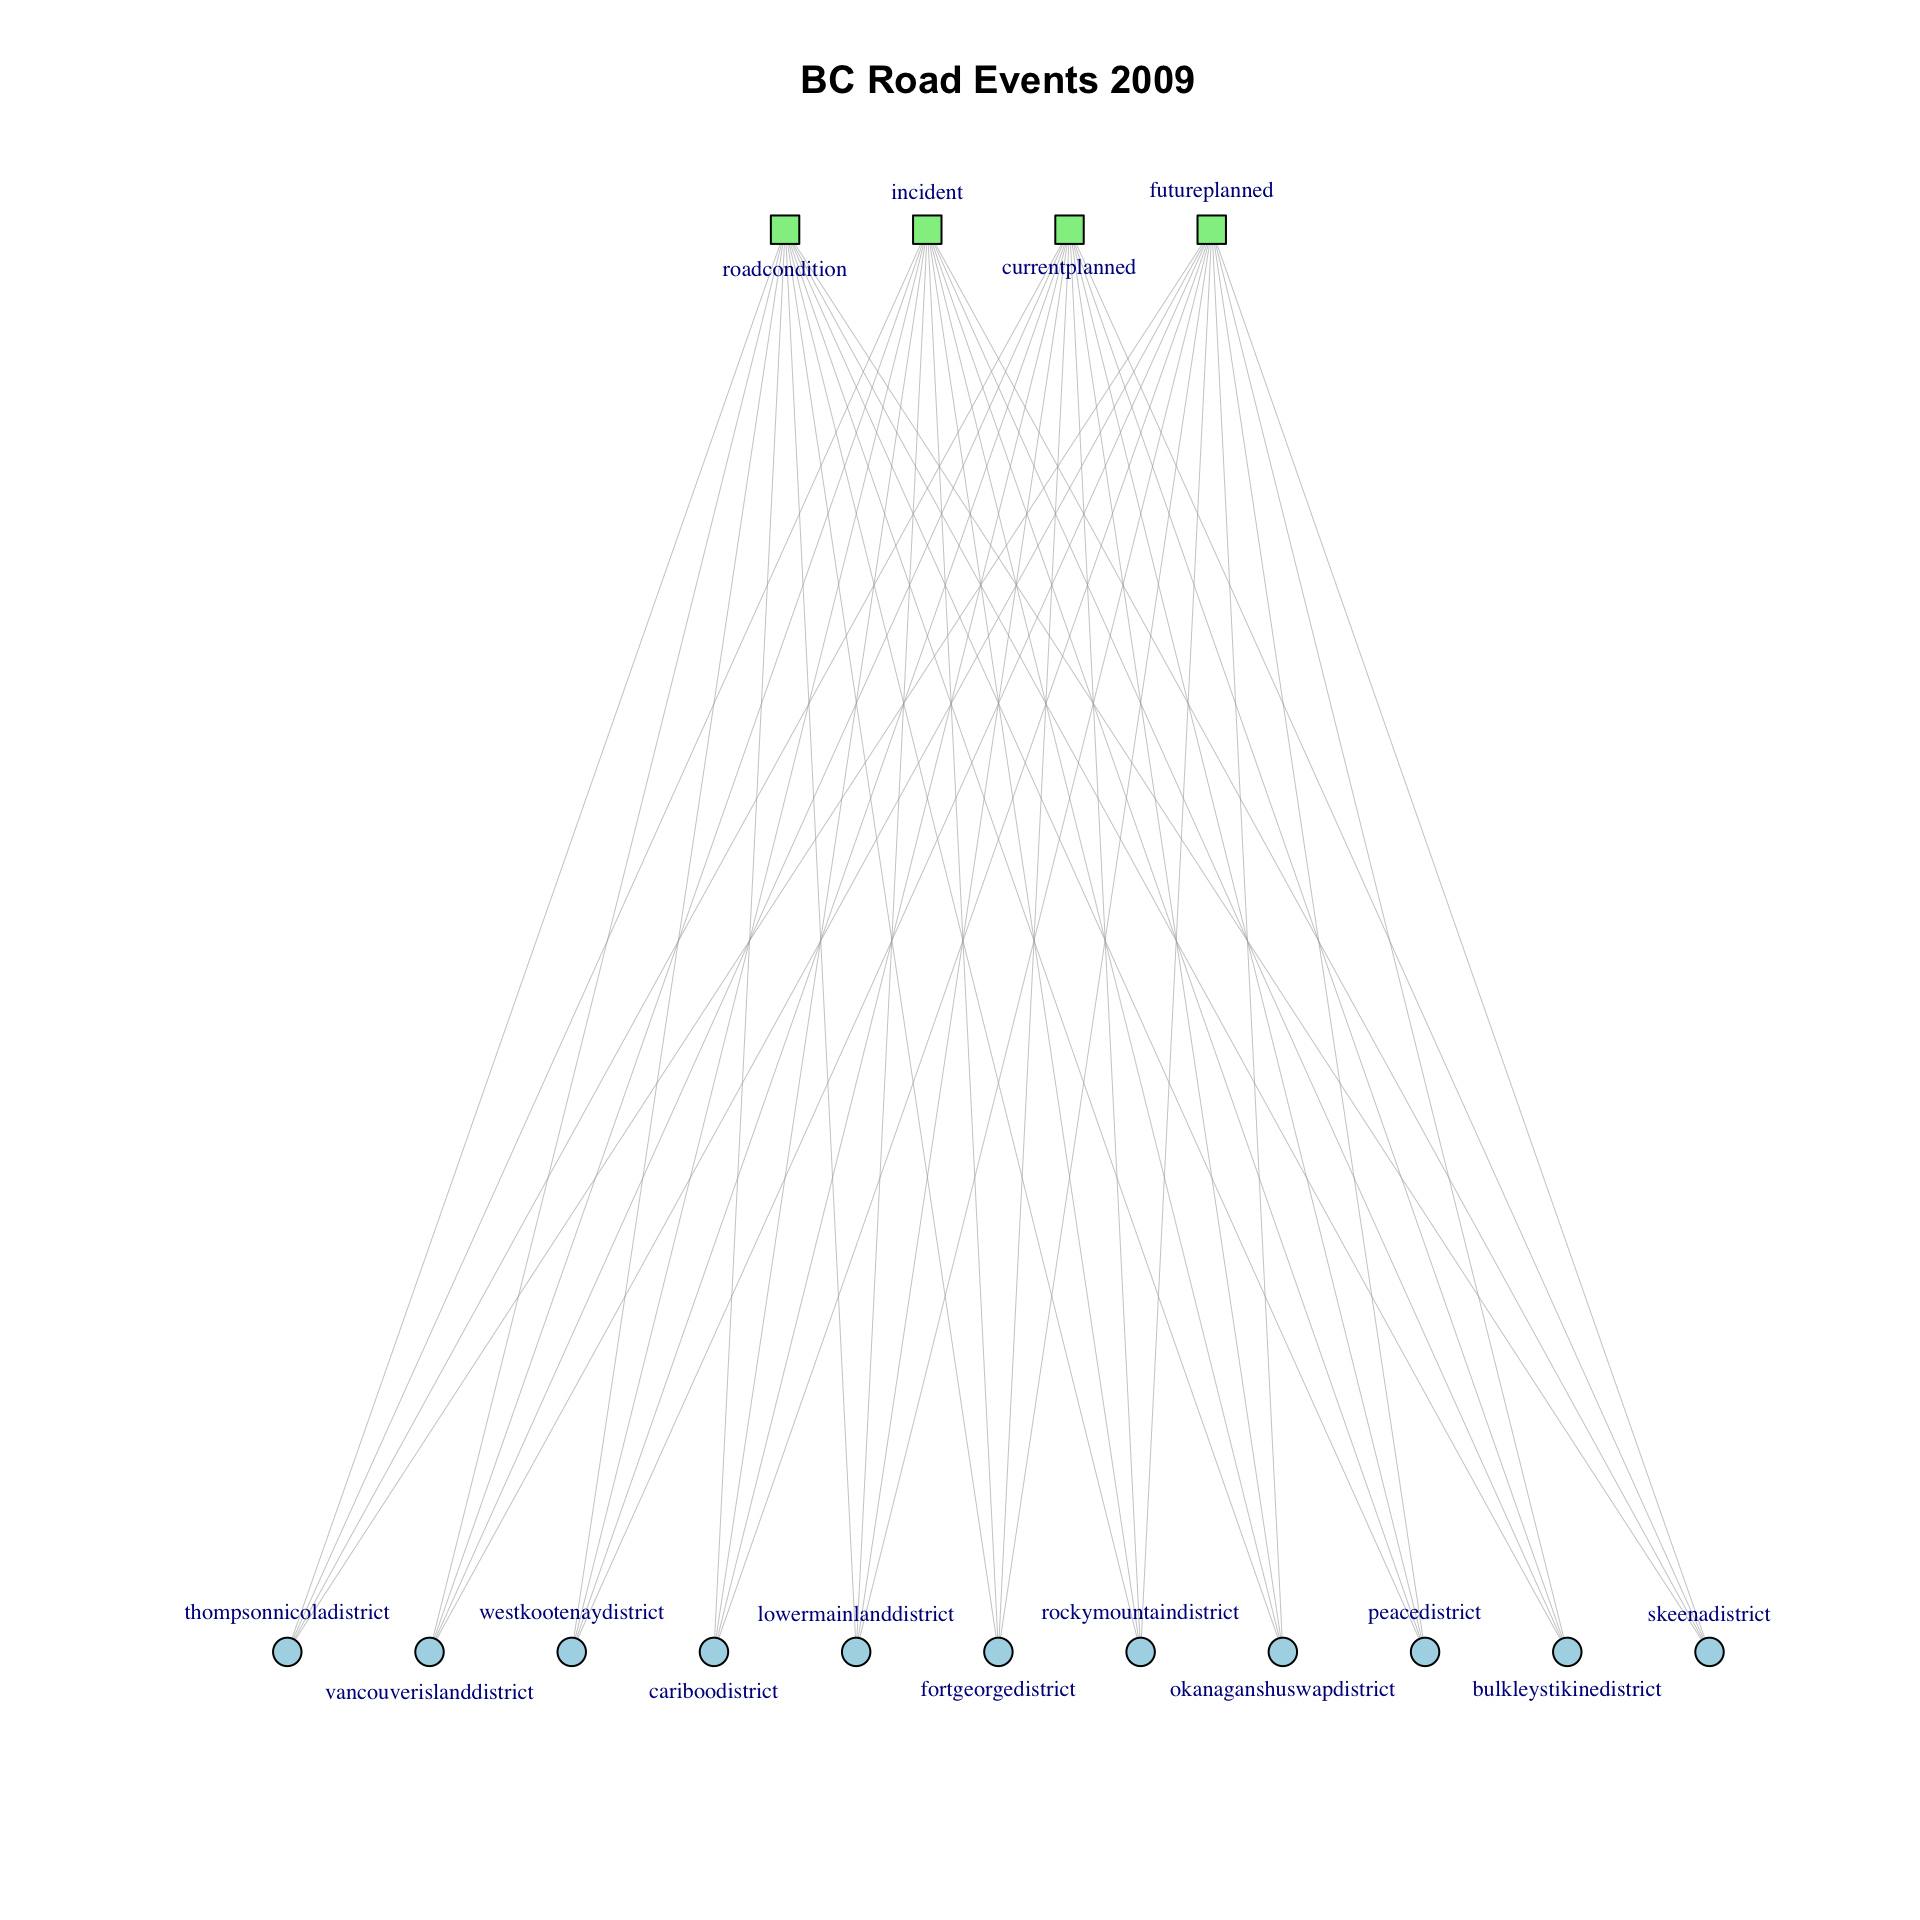 BC Road Events 2009
incident
futureplanned
roadcondition
currentplanned
thompsonnicoladistrict
westkootenaydistrict
lowermainlanddistrict
rockymountaindistrict
peacedistrict
skeenadistrict
vancouverislanddistrict
cariboodistrict
fortgeorgedistrict
okanaganshuswapdistrict
bulkleystikinedistrict